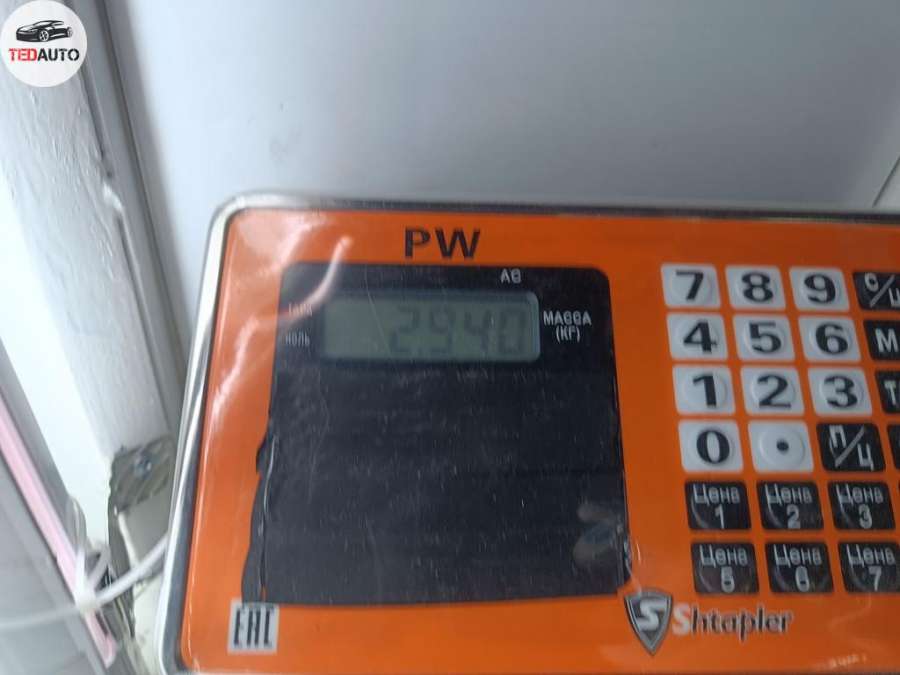 TEDAUTO
PW
AC
2.940
МАССА
(КГ)
ноль
7 8 9 С/Ц
4 5 6 М
1 2 3 Т
0 . П/Ц
Цена 1 Цена 2 Цена 3
Цена 5 Цена 6 Цена 7
EAC
S Shtapler